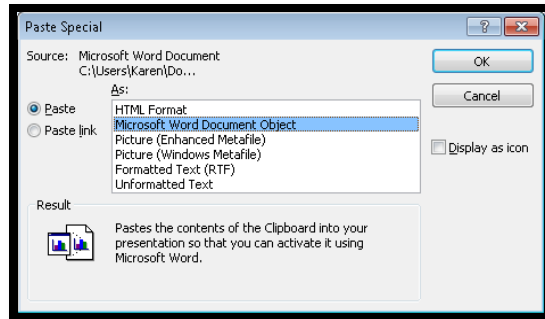 Paste Special
Source: Microsoft Word Document
C:\Users\Karen\Do...
OK
Cancel
As:
Paste
Paste link
HTML Format
Microsoft Word Document Object
Picture (Enhanced Metafile)
Picture (Windows Metafile)
Formatted Text (RTF)
Unformatted Text
Display as icon
Result
Pastes the contents of the Clipboard into your
presentation so that you can activate it using
Microsoft Word.